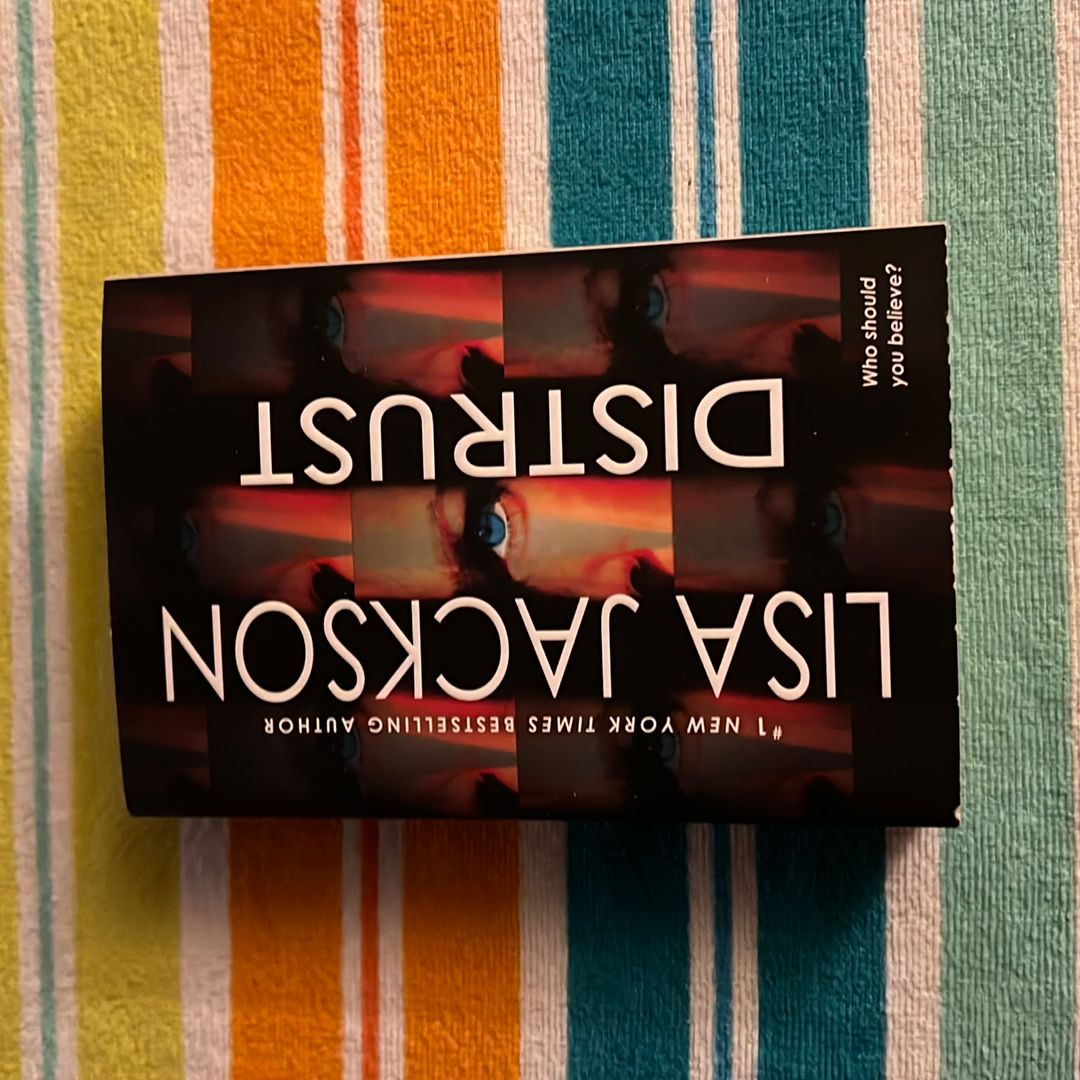 #1 NEW YORK TIMES BESTSELLING AUTHOR
LISA JACKSON
DISTRUST
Who should
you believe?